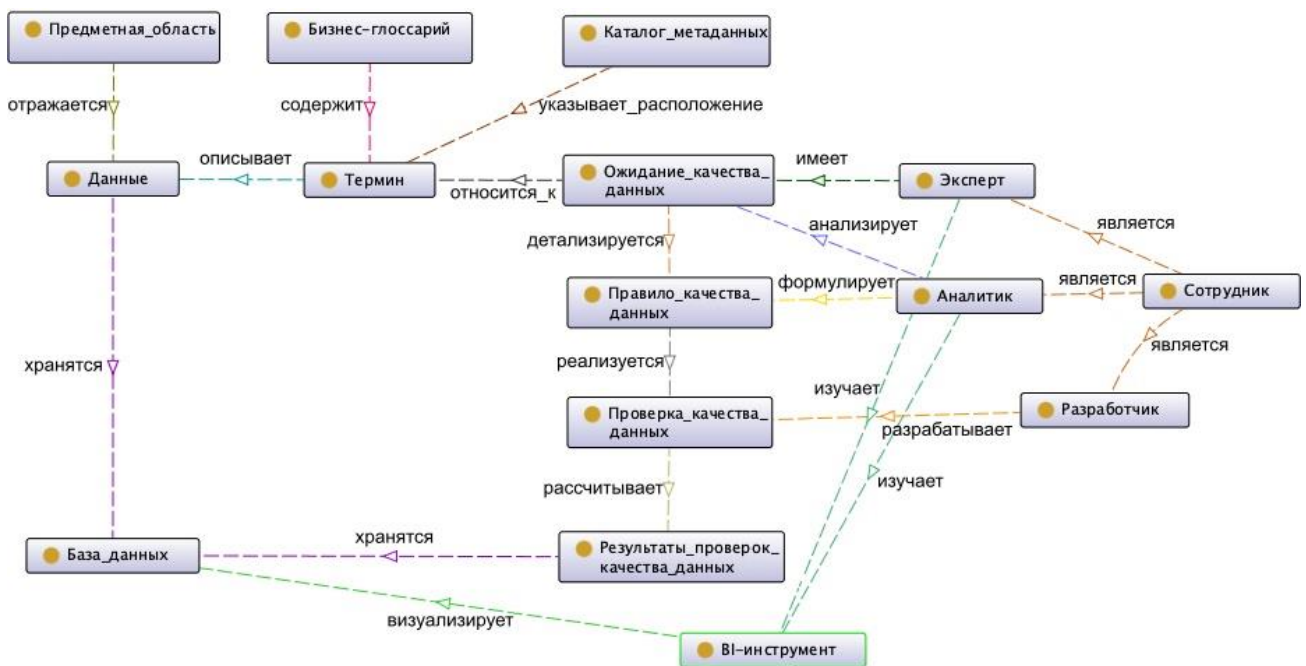 Предметная_область
Бизнес-глоссарий
Каталог_метаданных
отражается
содержит
указывает_расположение
описывает
имеет
Данные
Термин
относится_к
Ожидание_качества_
данных
Эксперт
анализирует
является
детализируется
формулирует
является
Правило_качества_
данных
Аналитик
Сотрудник
хранятся
реализуется
изучает
является
Проверка_качества_
данных
разрабатывает
Разработчик
рассчитывает
изучает
хранятся
База_данных
Результаты_проверок_
качества_данных
визуализирует
BI-инструмент